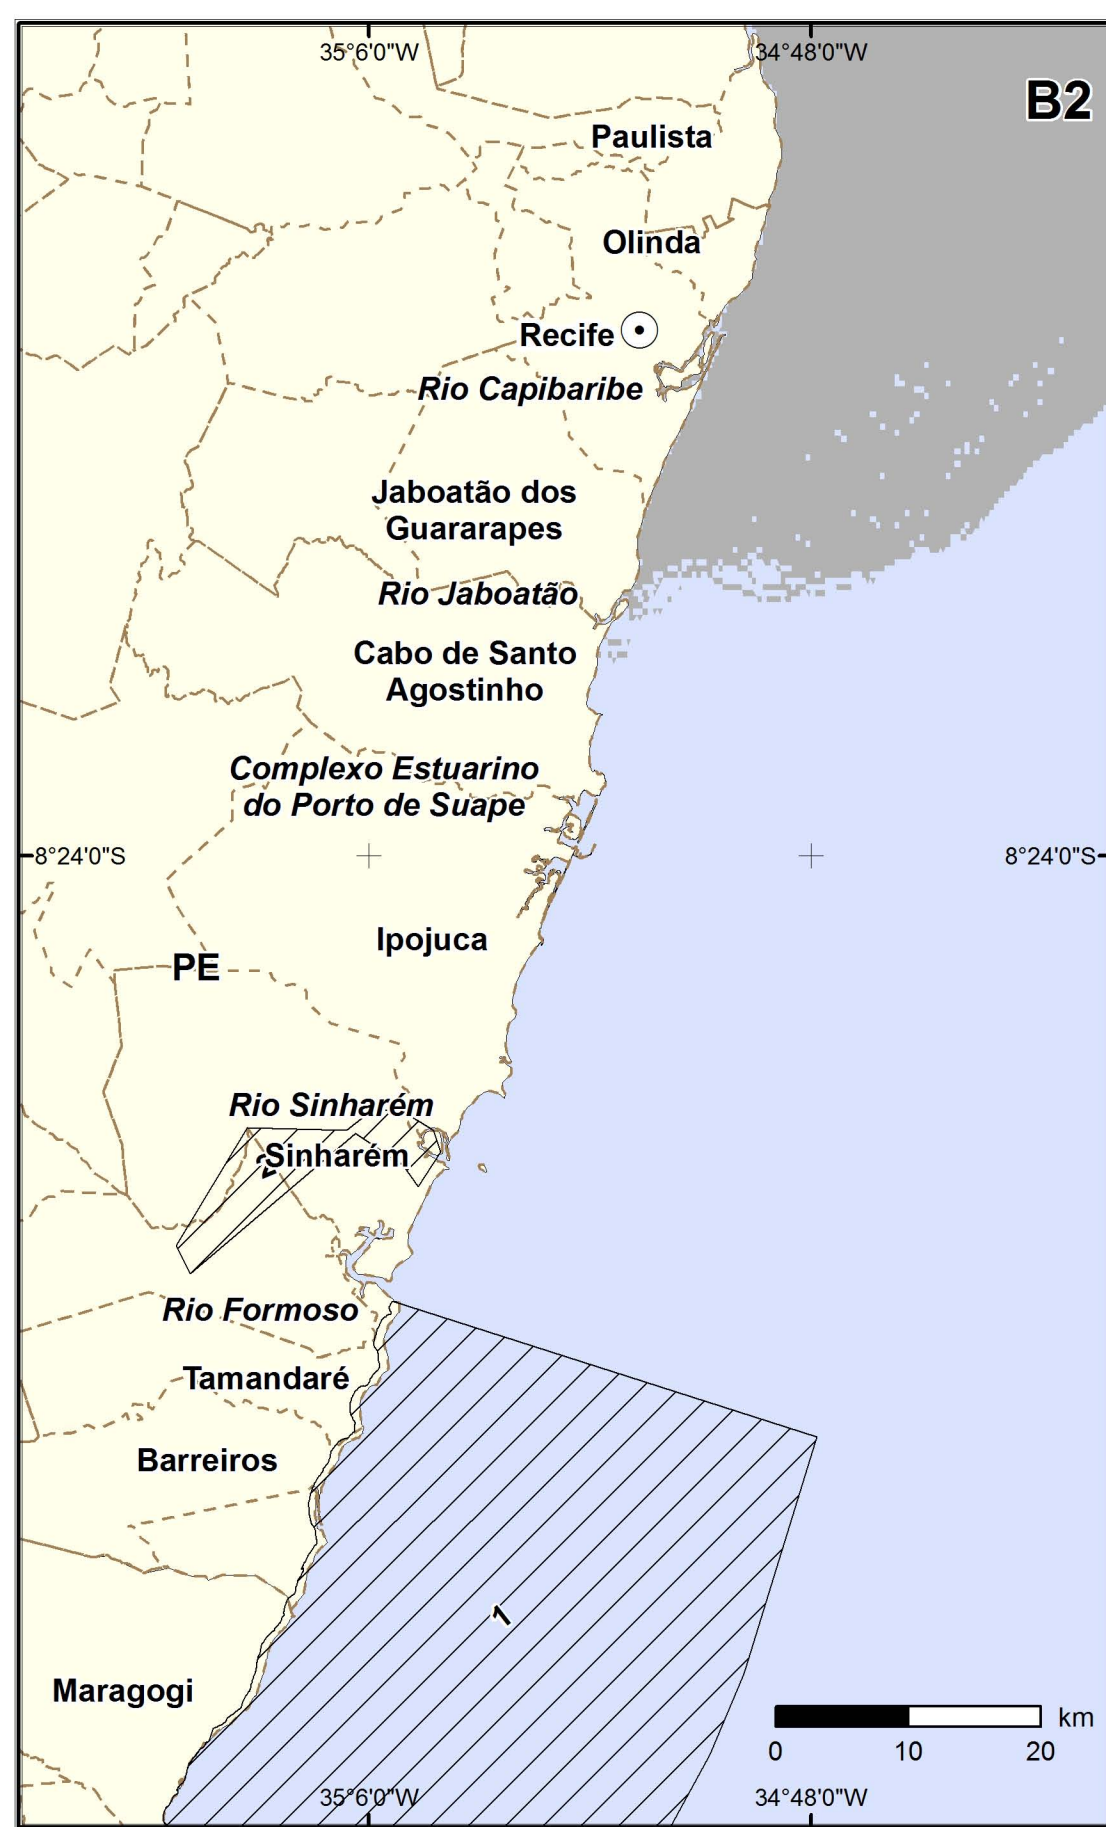 35°6'0"W
34°48'0"W
B2
Paulista
Olinda
Recife
Rio Capibaribe
Jaboatão dos
Guararapes
Rio Jaboatão
Cabo de Santo
Agostinho
Complexo Estuarino
do Porto de Suape
8°24'0"S
8°24'0"S
Ipojuca
PE
Rio Sinharém
Sinharém
2
Rio Formoso
Tamandaré
Barreiros
1
Maragogi
km
0 10 20
35°6'0"W
34°48'0"W